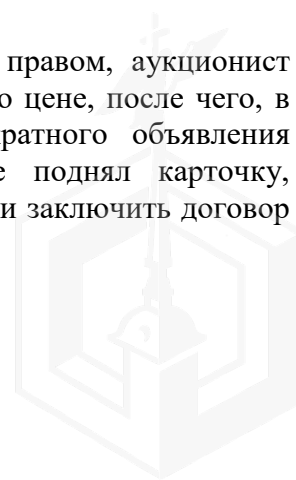 правом, аукционист
о цене, после чего, в
ратного объявления
е поднял карточку,
и заключить договор